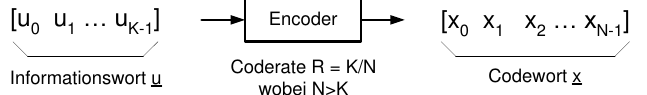 [u0 u1 … uK-1]
Encoder
[x0 x1 x2 … xN-1]
Informationswort u
Coderate R = K/N
wobei N>K
Codewort x